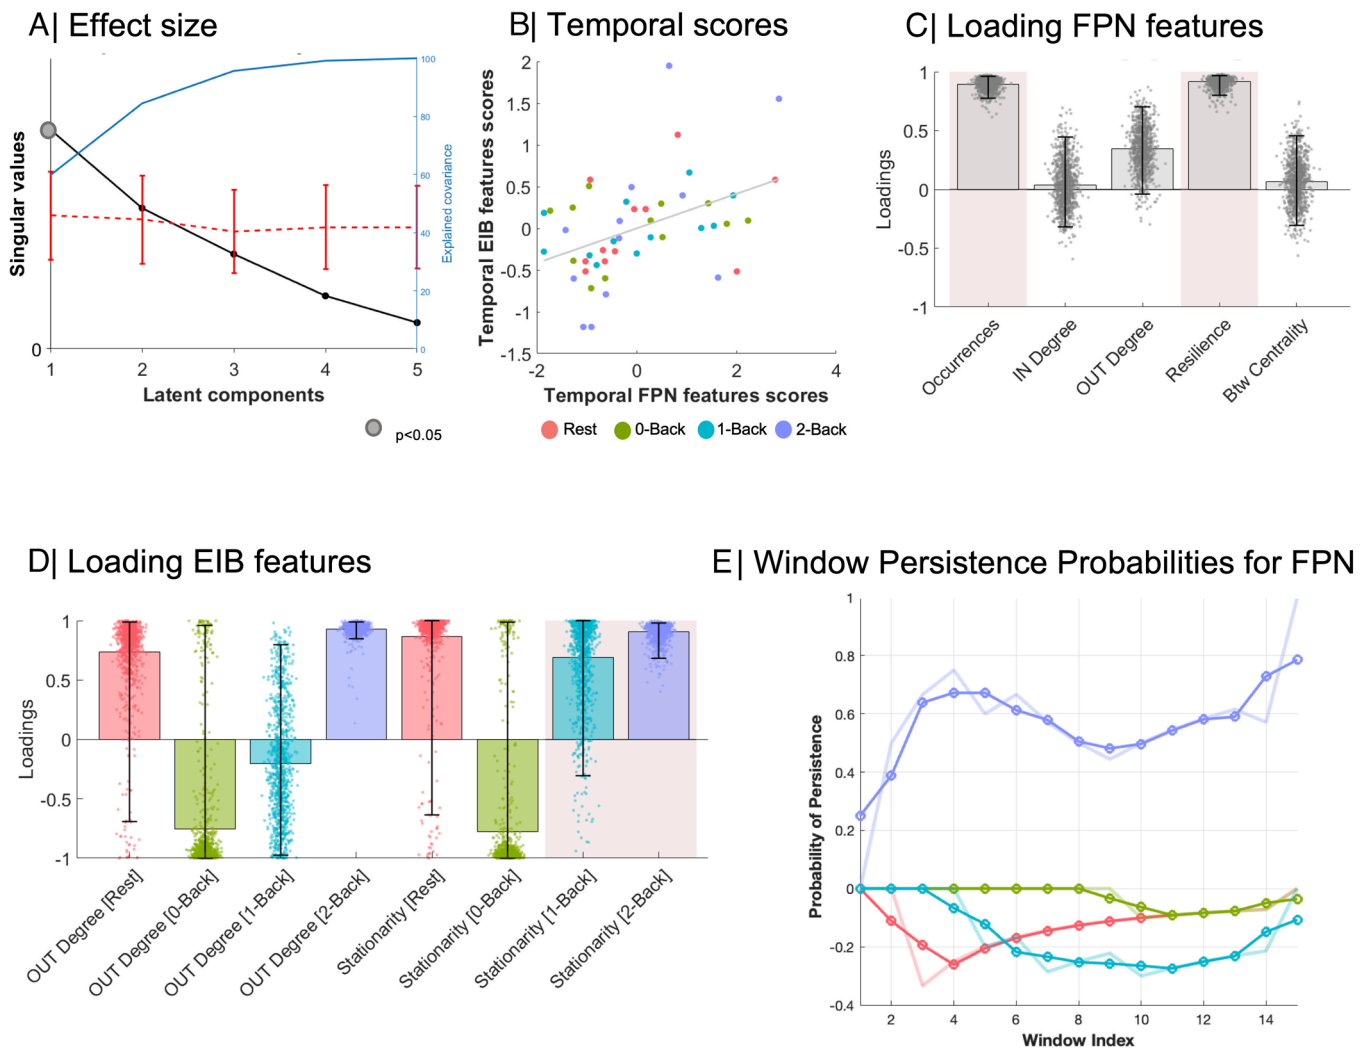 A| Effect size
Singular values
0
1 2 3 4 5
Latent components
0 20 40 60 80 100
Explained covariance
p<0.05
B| Temporal scores
Temporal EIB features scores
2
1.5
1
0.5
0
-0.5
-1
-1.5
-2 0 2 4
Temporal FPN features scores
Rest 0-Back 1-Back 2-Back
C| Loading FPN features
Loadings
1
0.5
0
-0.5
-1
Occurrences
IN Degree
OUT Degree
Resilience
Btw Centrality
D| Loading EIB features
Loadings
1
0.5
0
-0.5
-1
OUT Degree [Rest]
OUT Degree [0-Back]
OUT Degree [1-Back]
OUT Degree [2-Back]
Stationarity [Rest]
Stationarity [0-Back]
Stationarity [1-Back]
Stationarity [2-Back]
E| Window Persistence Probabilities for FPN
Probability of Persistence
1
0.8
0.6
0.4
0.2
0
-0.2
-0.4
2 4 6 8 10 12 14
Window Index